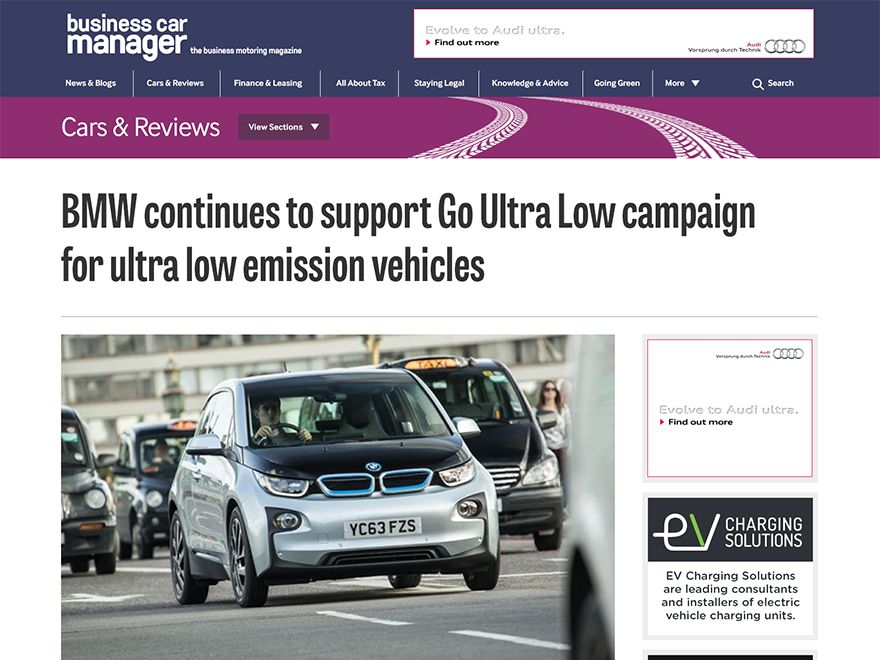 business car
manager the business motoring magazine
Evolve to Audi ultra.
Find out more
Audi
Vorsprung durch Technik
News & Blogs
Cars & Reviews
Finance & Leasing
All About Tax
Staying Legal
Knowledge & Advice
Going Green
More
Search
Cars & Reviews
View Sections
BMW continues to support Go Ultra Low campaign
for ultra low emission vehicles
TAXI
YC63 FZS
Audi
Vorsprung durch Technik
Evolve to Audi ultra.
Find out more
eV CHARGING
SOLUTIONS
EV Charging Solutions
are leading consultants
and installers of electric
vehicle charging units.